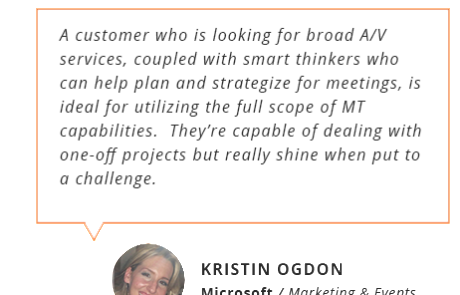 A customer who is looking for broad A/V
services, coupled with smart thinkers who
can help plan and strategize for meetings, is
ideal for utilizing the full scope of MT
capabilities.  They’re capable of dealing with
one-off projects but really shine when put to
a challenge.
KRISTIN OGDON
Microsoft / Marketing & Events